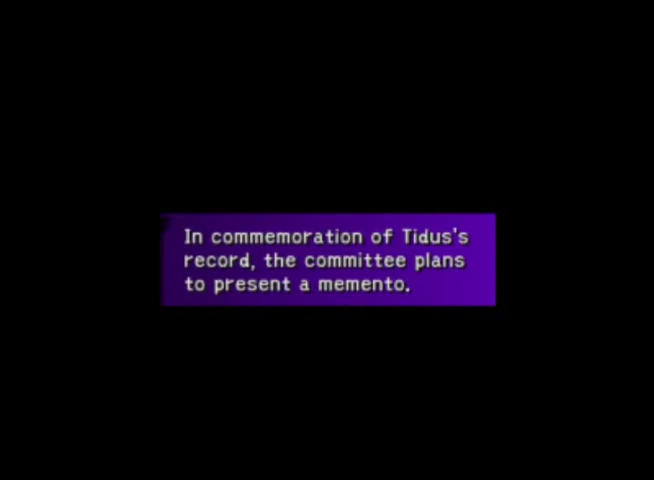 In commemoration of Tidus's
record, the committee plans
to present a memento.